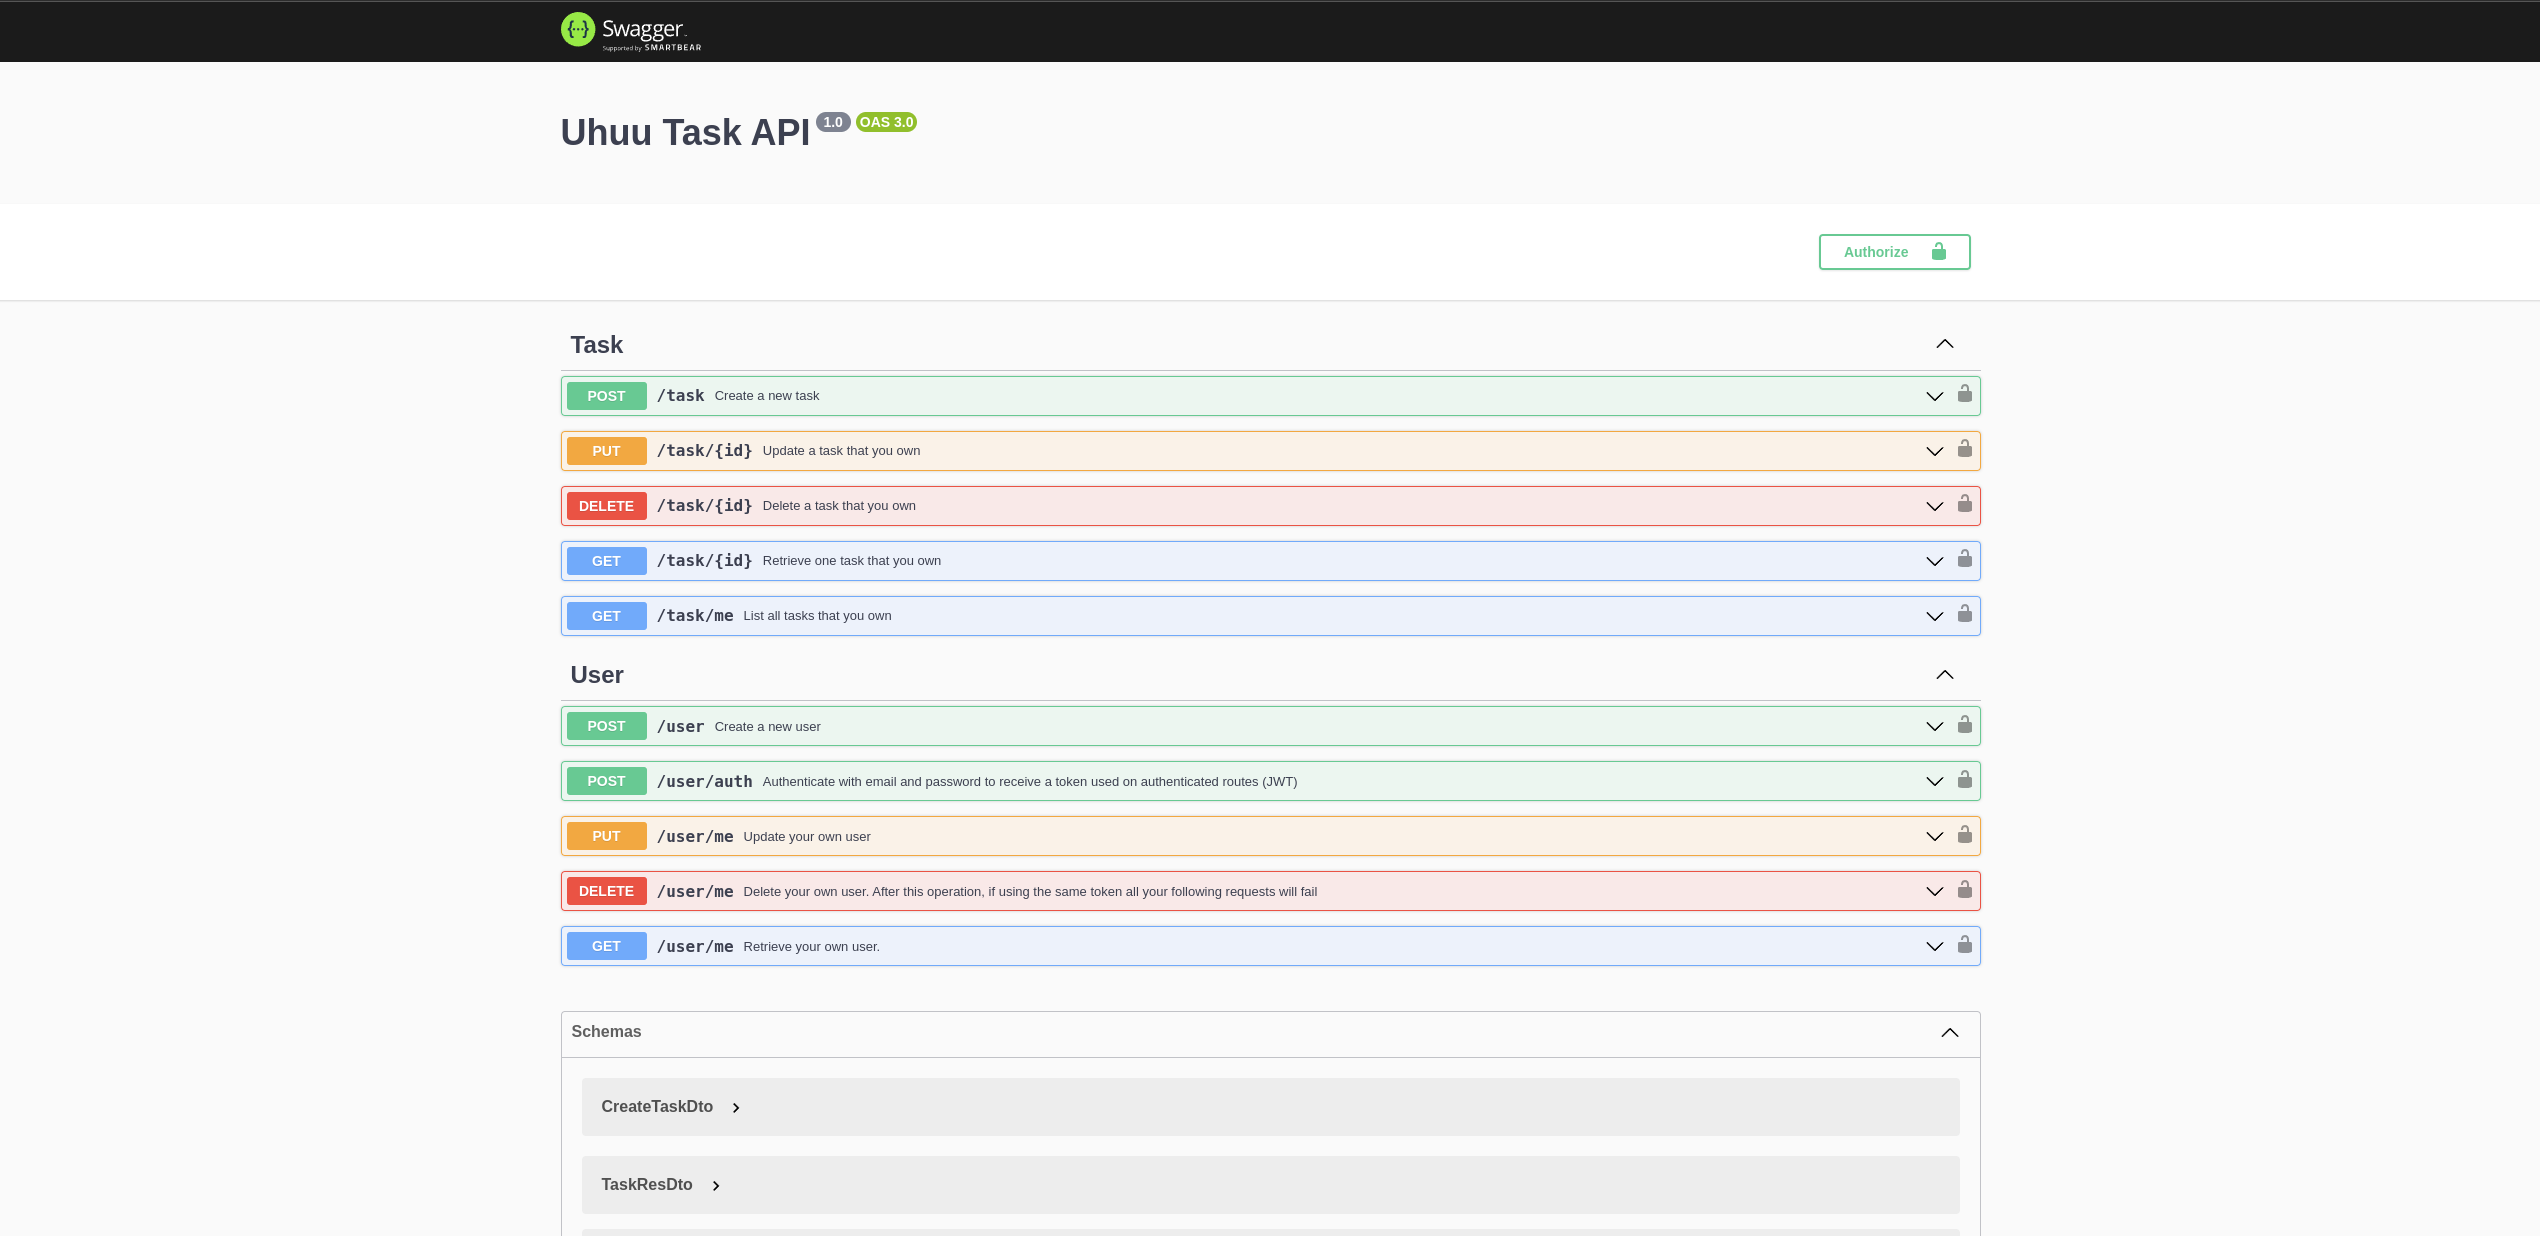 Swagger
Supported by SMARTBEAR
Uhuu Task API 1.0 OAS 3.0
Authorize
Task
POST /task Create a new task
PUT /task/{id} Update a task that you own
DELETE /task/{id} Delete a task that you own
GET /task/{id} Retrieve one task that you own
GET /task/me List all tasks that you own
User
POST /user Create a new user
POST /user/auth Authenticate with email and password to receive a token used on authenticated routes (JWT)
PUT /user/me Update your own user
DELETE /user/me Delete your own user. After this operation, if using the same token all your following requests will fail
GET /user/me Retrieve your own user.
Schemas
CreateTaskDto
TaskResDto